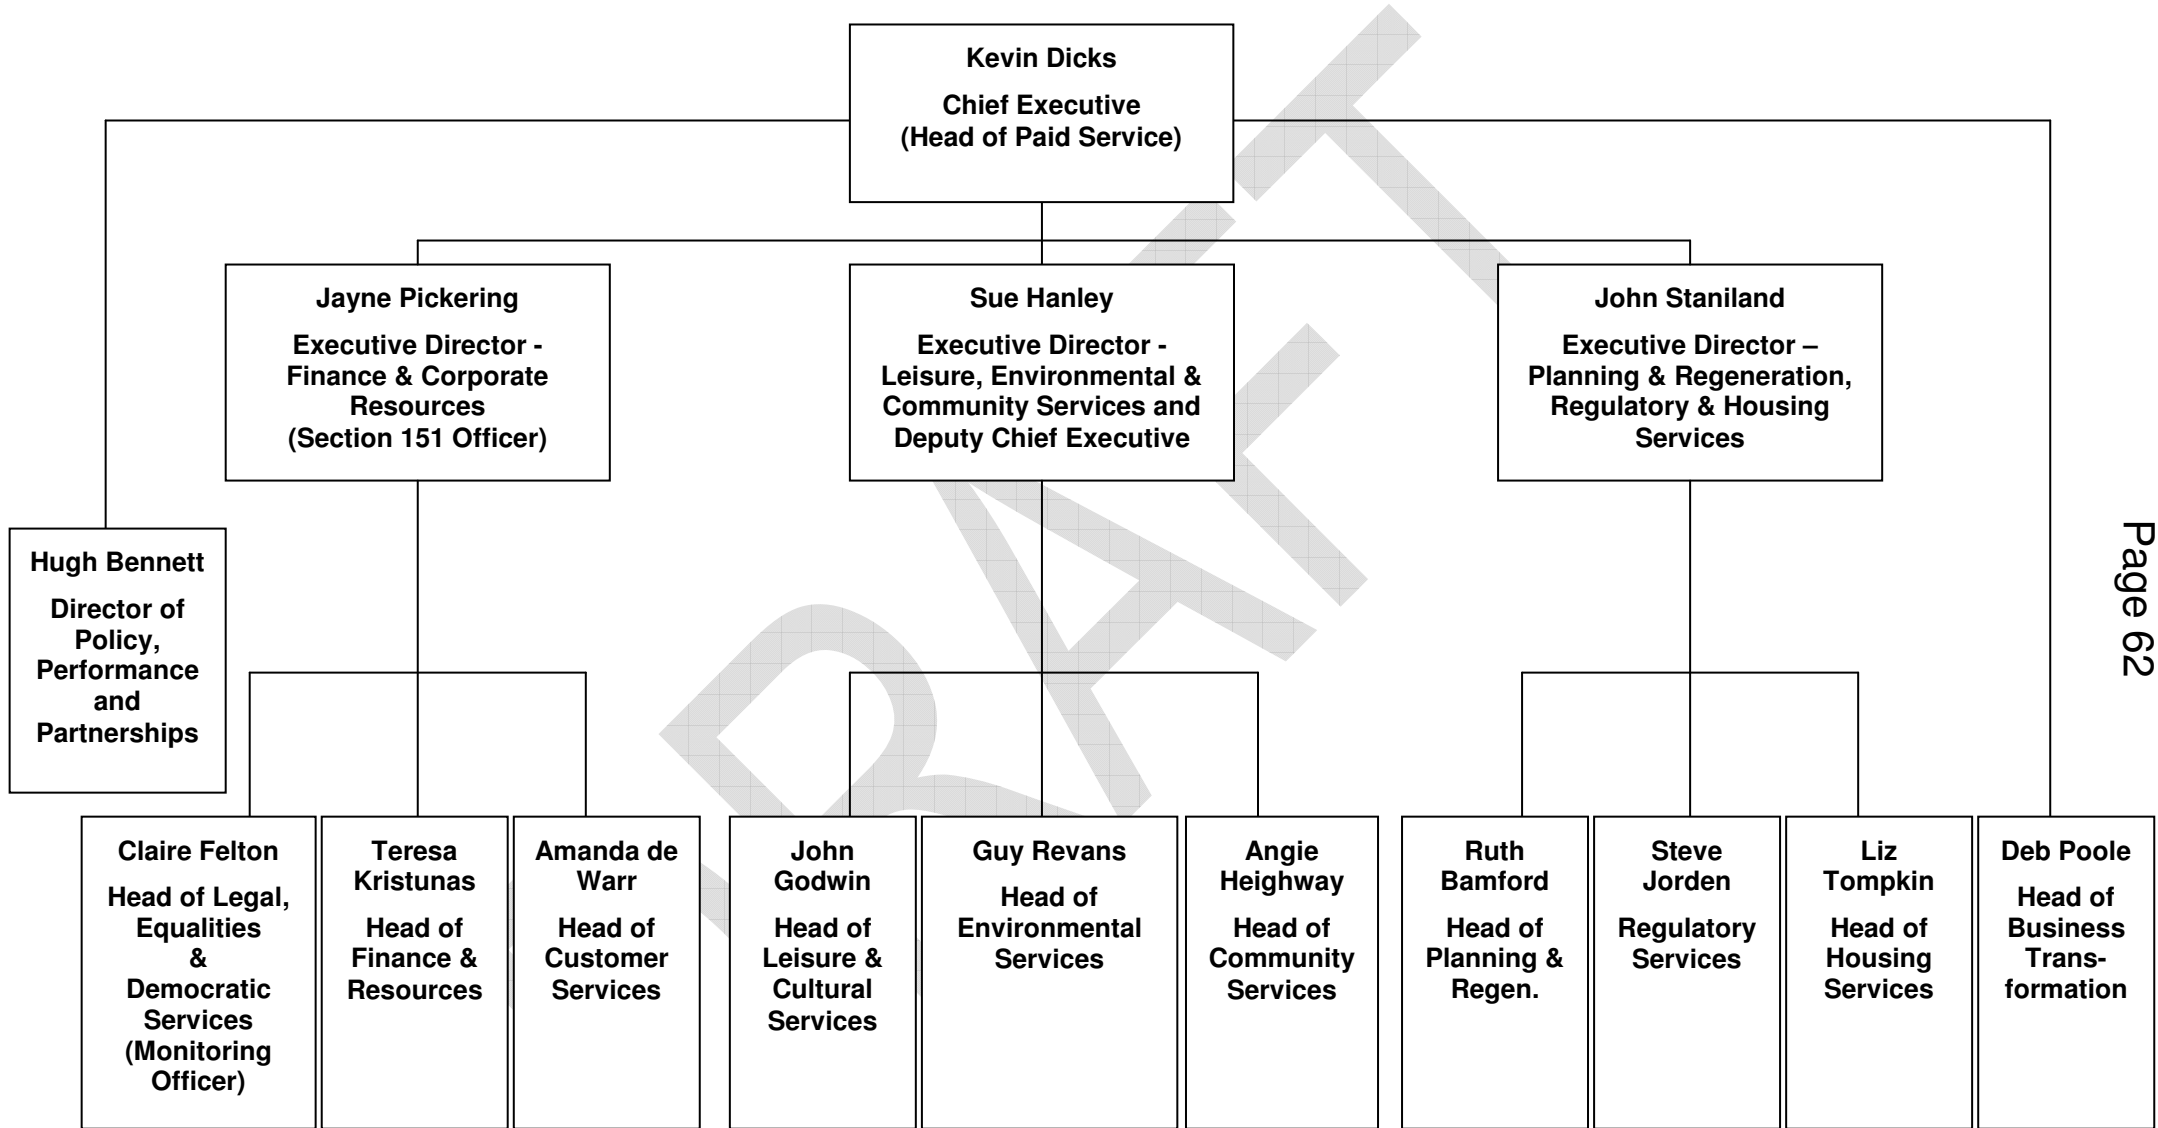 Kevin Dicks
Chief Executive
(Head of Paid Service)
Jayne Pickering
Executive Director -
Finance & Corporate
Resources
(Section 151 Officer)
Sue Hanley
Executive Director -
Leisure, Environmental &
Community Services and
Deputy Chief Executive
John Staniland
Executive Director –
Planning & Regeneration,
Regulatory & Housing
Services
Hugh Bennett
Director of
Policy,
Performance
and
Partnerships
Claire Felton
Head of Legal,
Equalities
&
Democratic
Services
(Monitoring
Officer)
Teresa
Kristunas
Head of
Finance &
Resources
Amanda de
Warr
Head of
Customer
Services
John
Godwin
Head of
Leisure &
Cultural
Services
Guy Revans
Head of
Environmental
Services
Angie
Heighway
Head of
Community
Services
Ruth
Bamford
Head of
Planning &
Regen.
Steve
Jorden
Regulatory
Services
Liz
Tompkin
Head of
Housing
Services
Deb Poole
Head of
Business
Trans-
formation
Page 62
DRAFT